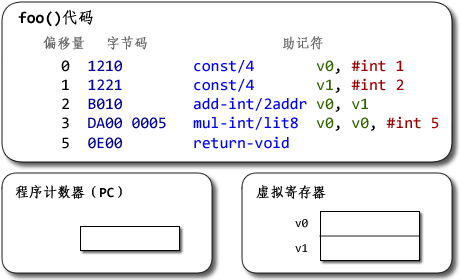 foo()代码
偏移量 字节码 助记符
0 1210 const/4 v0, #int 1
1 1221 const/4 v1, #int 2
2 B010 add-int/2addr v0, v1
3 DA00 0005 mul-int/lit8 v0, v0, #int 5
5 0E00 return-void
程序计数器（PC）
虚拟寄存器
v0
v1